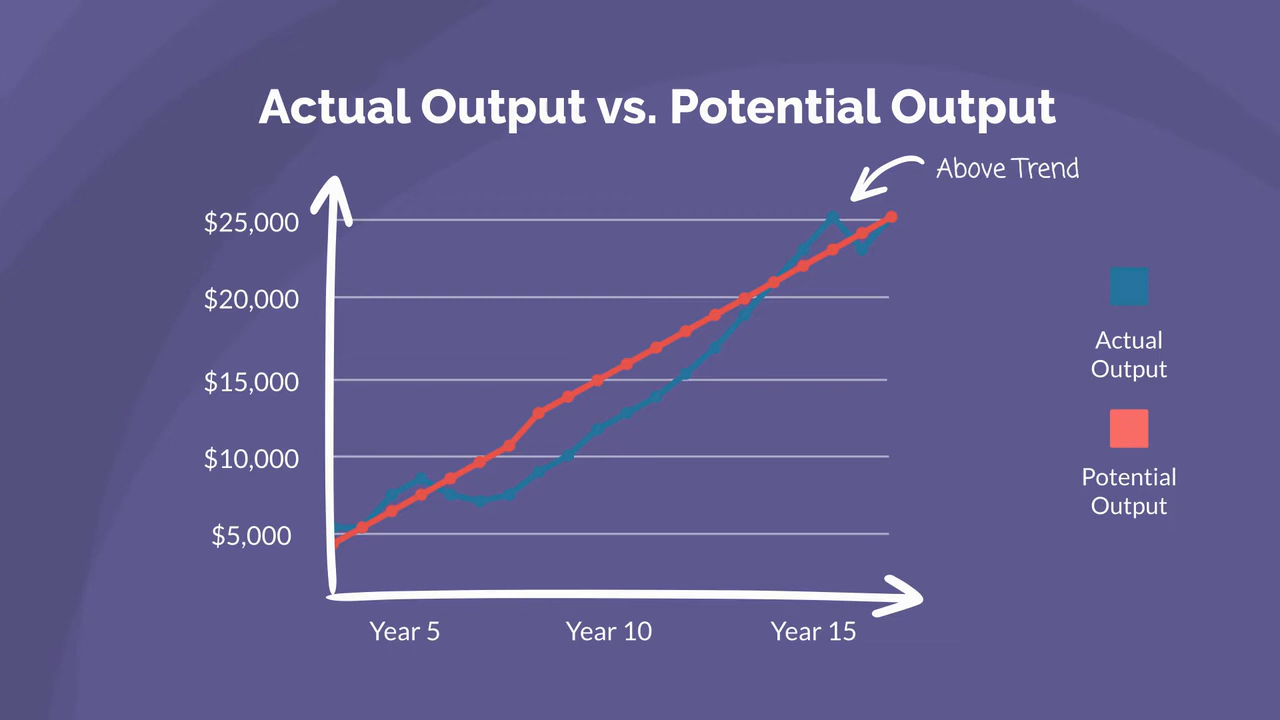 Actual Output vs. Potential Output
Above Trend
$25,000
$20,000
$15,000
$10,000
$5,000
Year 5
Year 10
Year 15
Actual
Output
Potential
Output